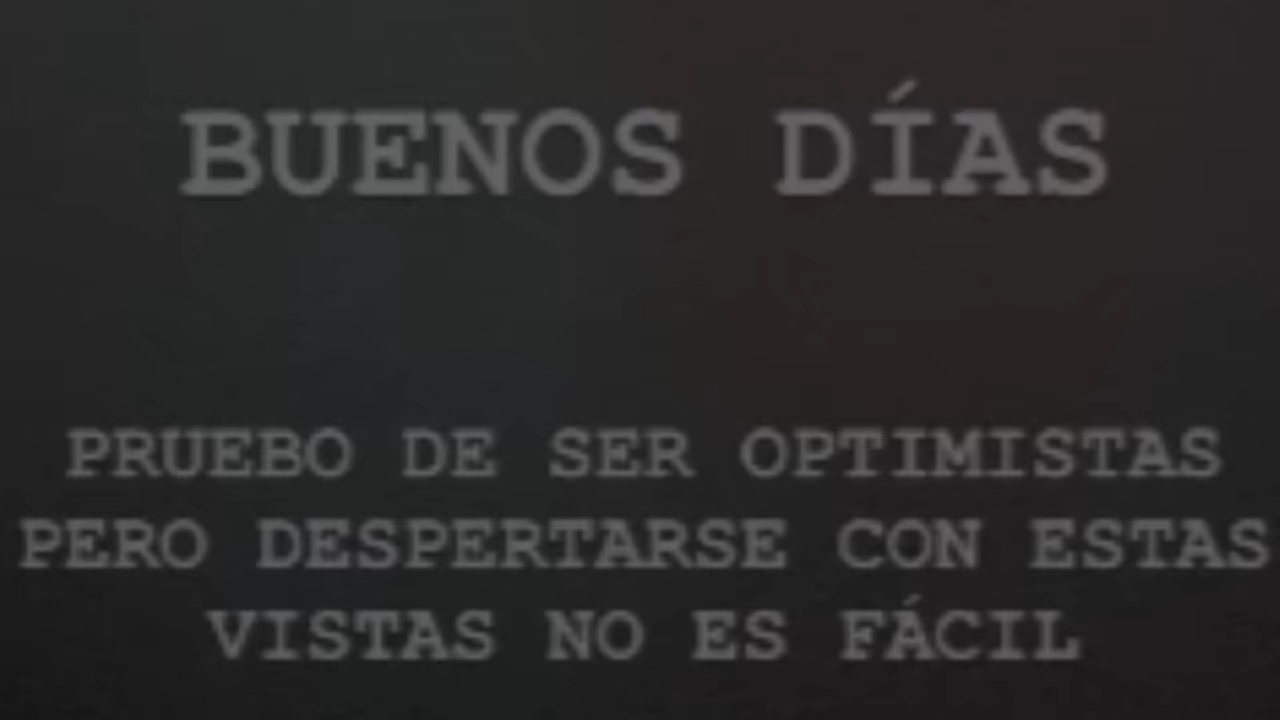 BUENOS DÍAS
PRUEBO DE SER OPTIMISTAS
PERO DESPERTARSE CON ESTAS
VISTAS NO ES FÁCIL